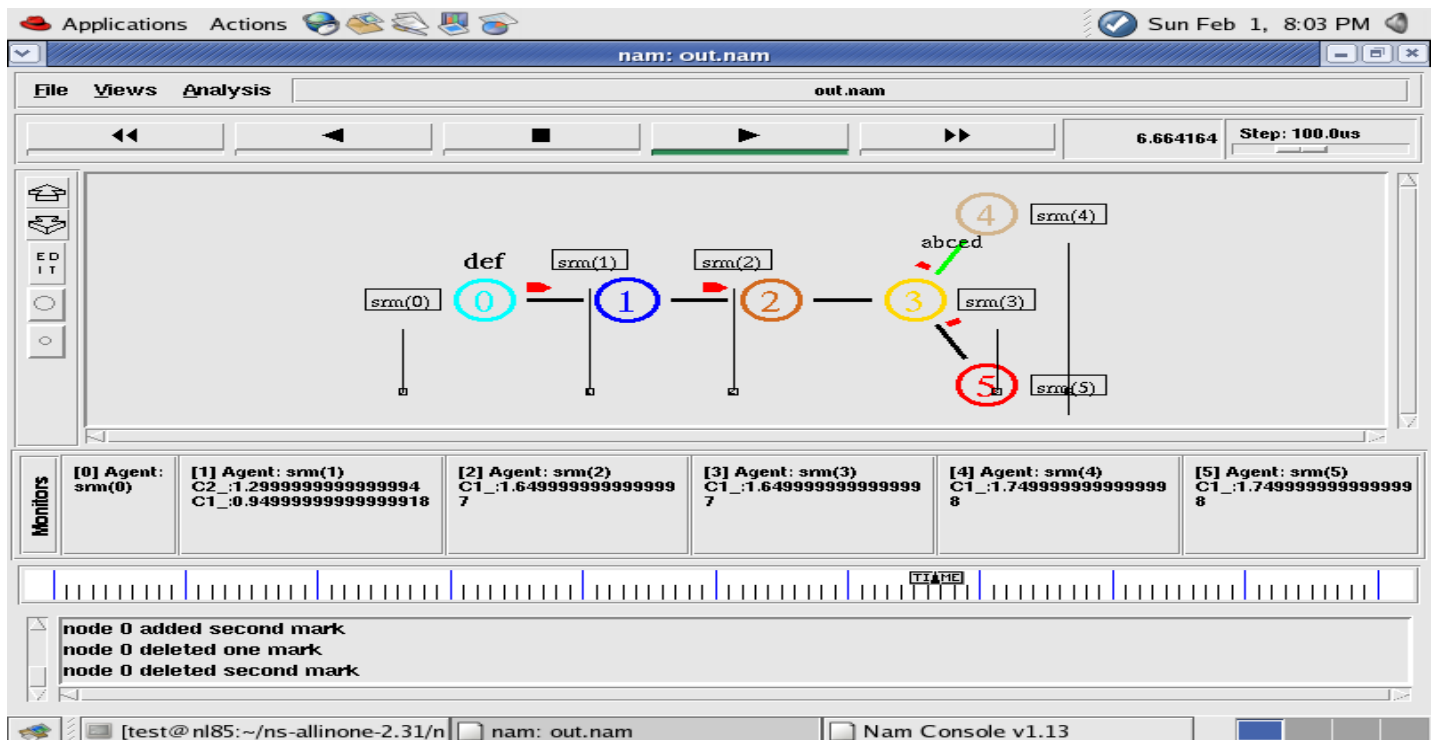 Applications Actions Sun Feb 1, 8:03 PM
nam: out.nam
File Views Analysis out.nam
6.664164 Step: 100.0us
ED
IT
4 srm(4)
abced
def srm(1) srm(2)
srm(0) 0 1 2 3 srm(3)
5 srm(5)
Monitors
[0] Agent:
srm(0)
[1] Agent: srm(1)
C2_:1.2999999999999994
C1_:0.94999999999999918
[2] Agent: srm(2)
C1_:1.649999999999999
7
[3] Agent: srm(3)
C1_:1.649999999999999
7
[4] Agent: srm(4)
C1_:1.749999999999999
8
[5] Agent: srm(5)
C1_:1.749999999999999
8
TIME
node 0 added second mark
node 0 deleted one mark
node 0 deleted second mark
[test@nl85:~/ns-allinone-2.31/n nam: out.nam Nam Console v1.13